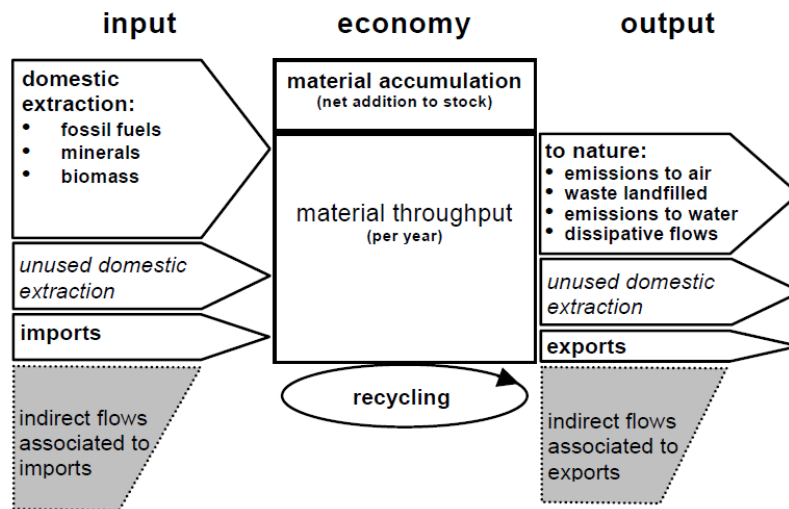 input
economy
output
domestic
extraction:
• fossil fuels
• minerals
• biomass
unused domestic
extraction
imports
indirect flows
associated to
imports
material accumulation
(net addition to stock)
material throughput
(per year)
recycling
to nature:
• emissions to air
• waste landfilled
• emissions to water
• dissipative flows
unused domestic
extraction
exports
indirect flows
associated to
exports